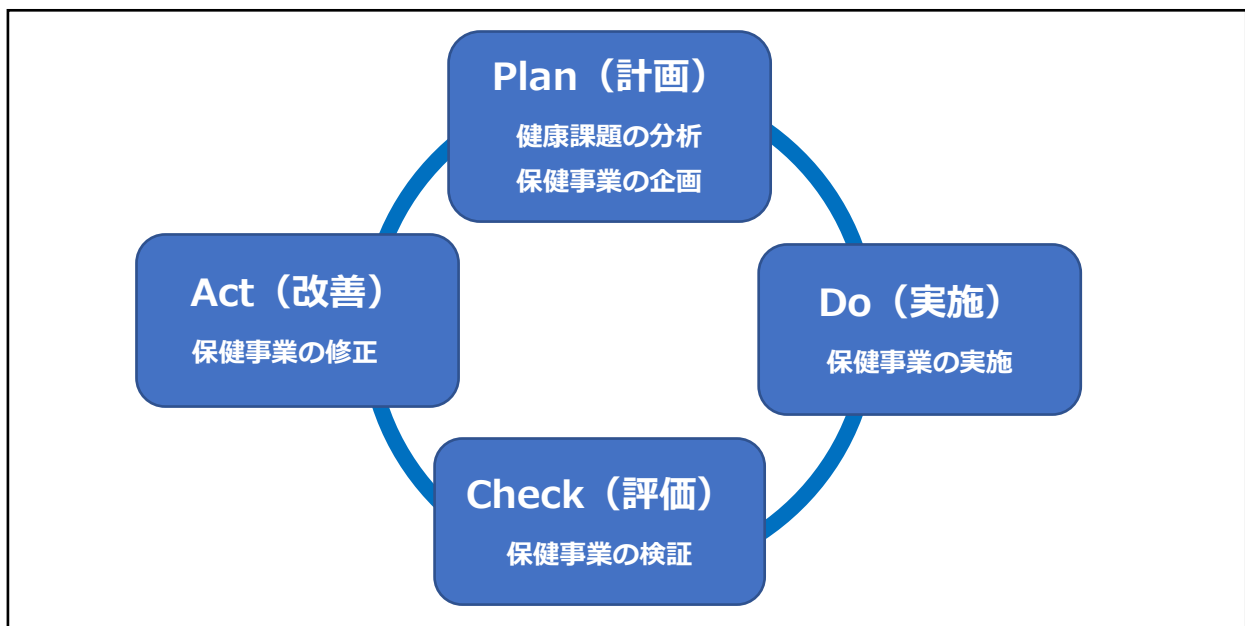 Plan（計画）
健康課題の分析
保健事業の企画
Do（実施）
保健事業の実施
Check（評価）
保健事業の検証
Act（改善）
保健事業の修正